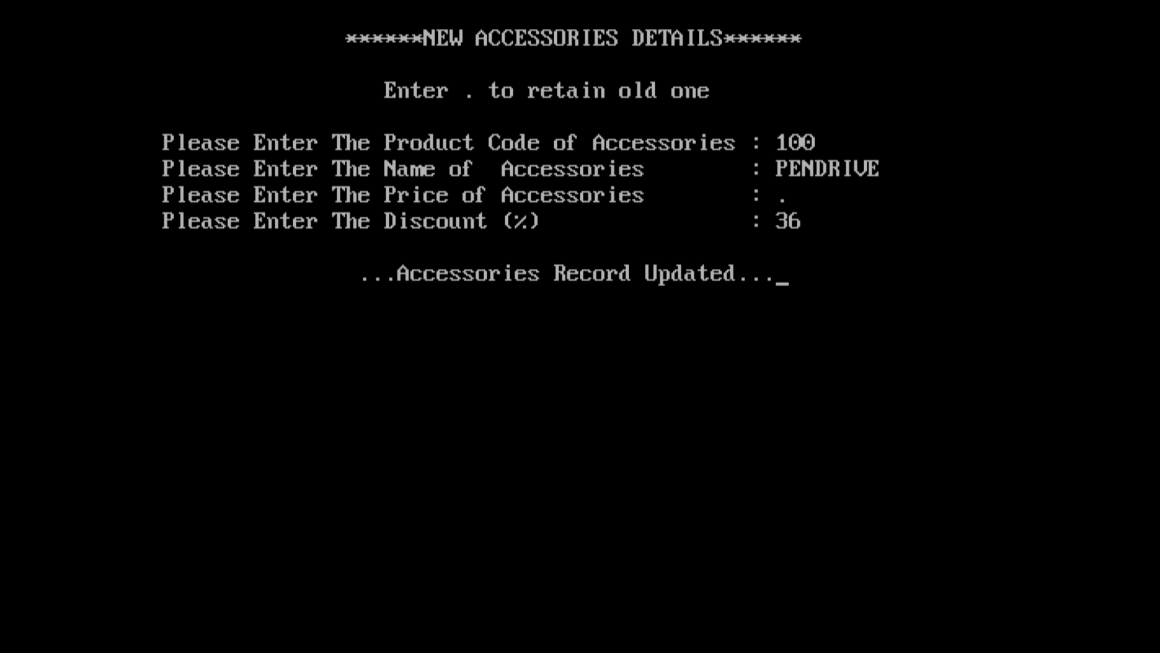 ******NEW ACCESSORIES DETAILS******
Enter . to retain old one
Please Enter The Product Code of Accessories : 100
Please Enter The Name of  Accessories : PENDRIVE
Please Enter The Price of Accessories : .
Please Enter The Discount (%) : 36
...Accessories Record Updated..._